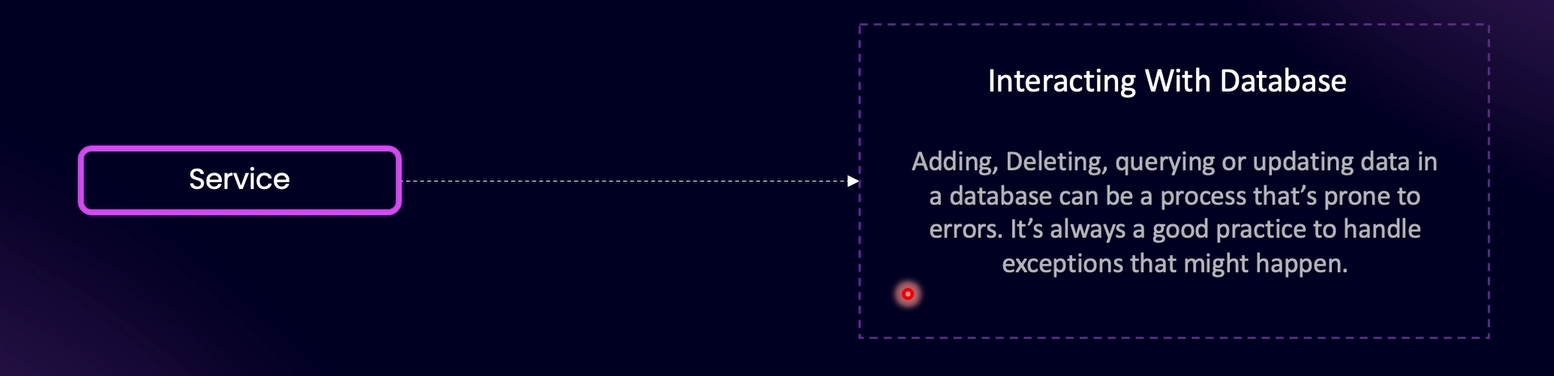 Service
Interacting With Database
Adding, Deleting, querying or updating data in
a database can be a process that’s prone to
errors. It’s always a good practice to handle
exceptions that might happen.